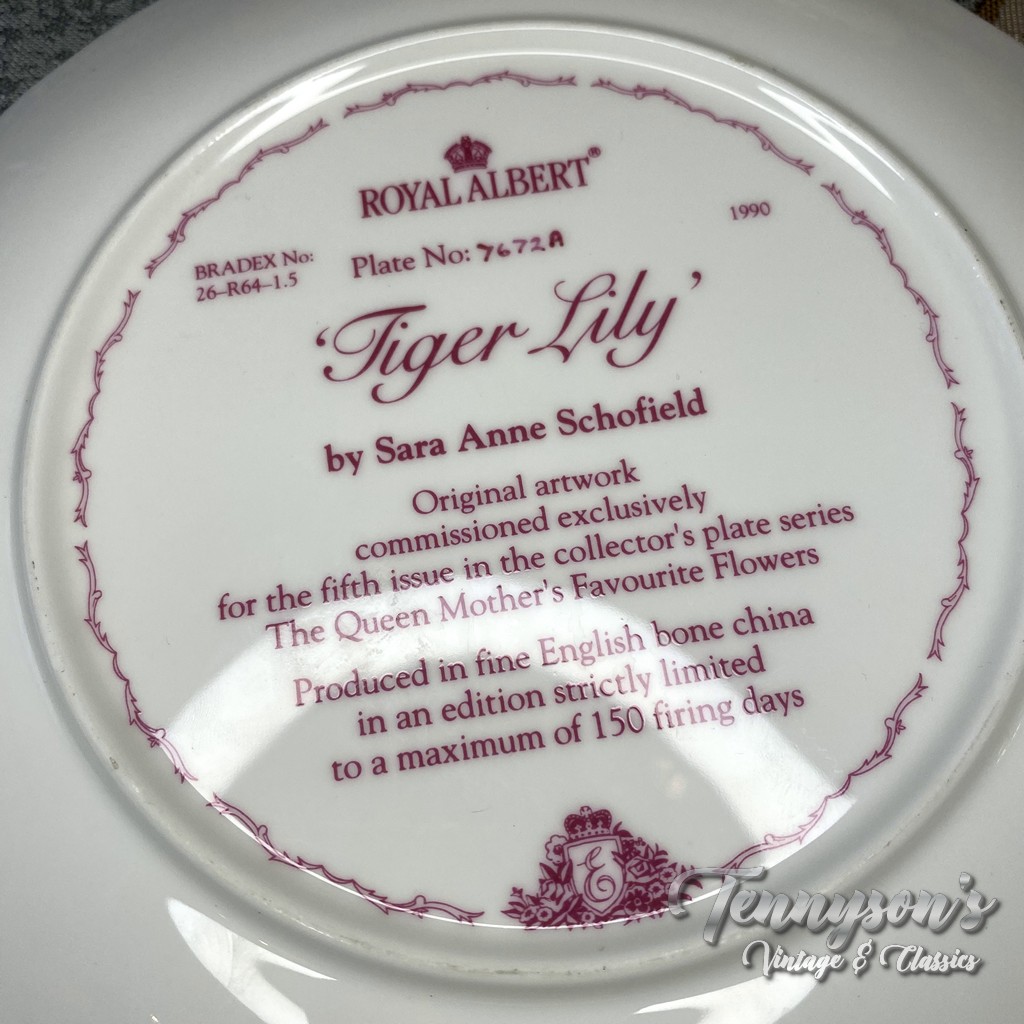 ROYAL ALBERT®
1990
BRADEX No:
26-R64-1.5
Plate No: 7672A
'Tiger Lily'
by Sara Anne Schofield
Original artwork
commissioned exclusively
for the fifth issue in the collector's plate series
The Queen Mother's Favourite Flowers
Produced in fine English bone china
in an edition strictly limited
to a maximum of 150 firing days
E
Tennyson's
Vintage & Classics